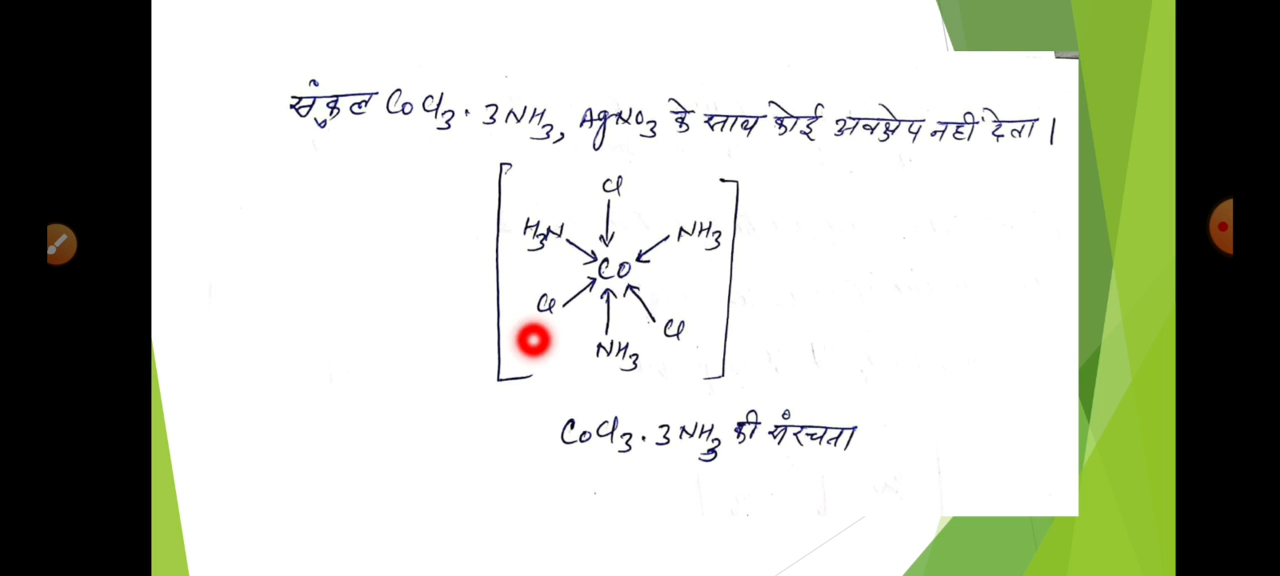 संकुल CoCl3 . 3NH3, AgNO3 के साथ कोई अवक्षेप नहीं देता ।
Cl
H3N NH3
Co
Cl Cl
NH3
CoCl3 . 3NH3 की संरचना